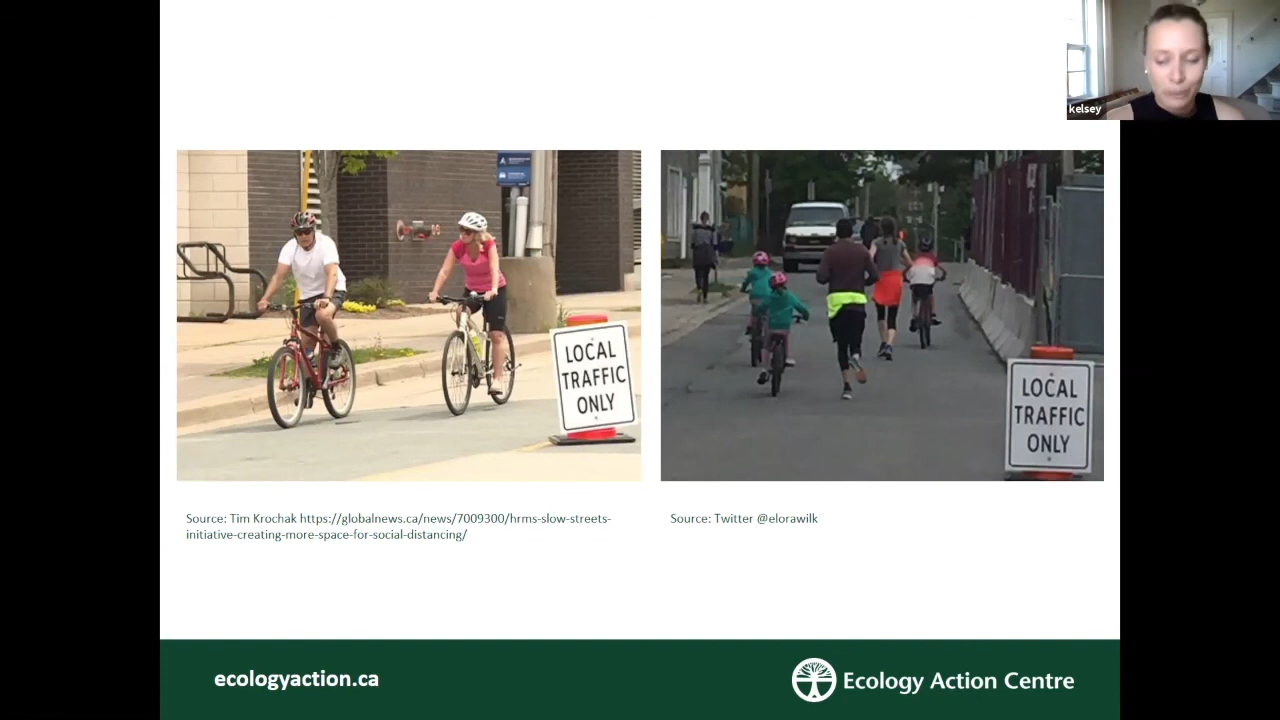 kelsey
LOCAL
TRAFFIC
ONLY
LOCAL
TRAFFIC
ONLY
Source: Tim Krochak https://globalnews.ca/news/7009300/hrms-slow-streets-
initiative-creating-more-space-for-social-distancing/
Source: Twitter @elorawilk
ecologyaction.ca
Ecology Action Centre